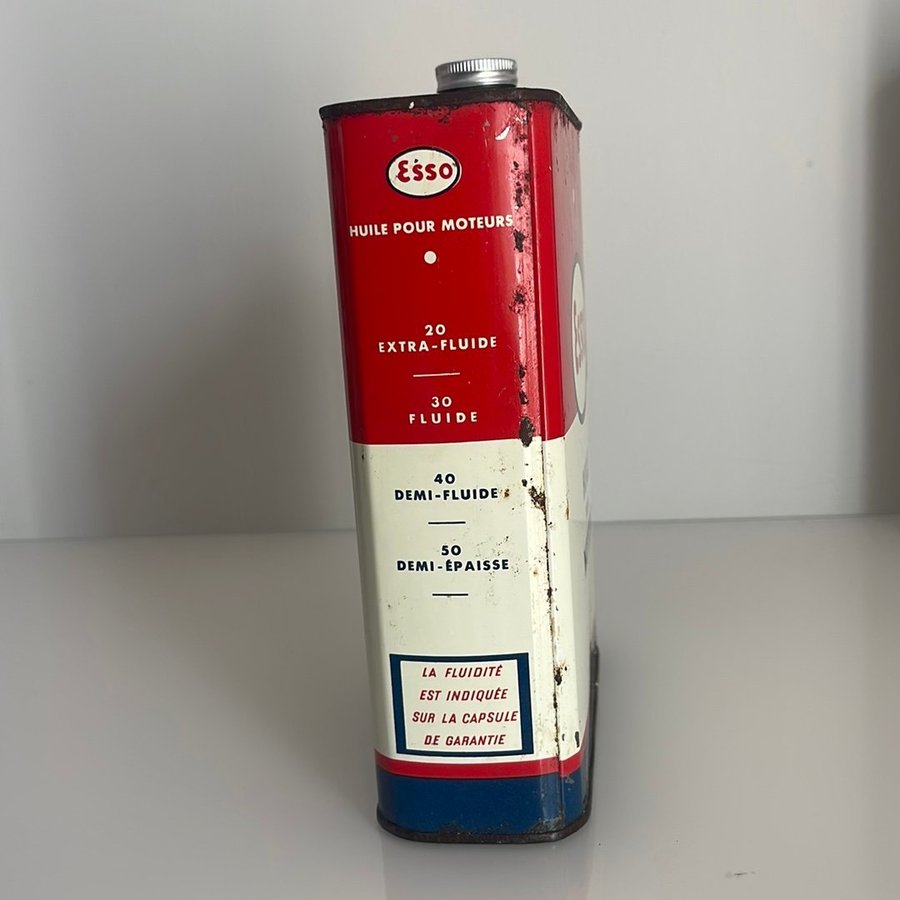 Esso
HUILE POUR MOTEURS
20
EXTRA-FLUIDE
30
FLUIDE
40
DEMI-FLUIDE
50
DEMI-ÉPAISSE
LA FLUIDITÉ
EST INDIQUÉE
SUR LA CAPSULE
DE GARANTIE